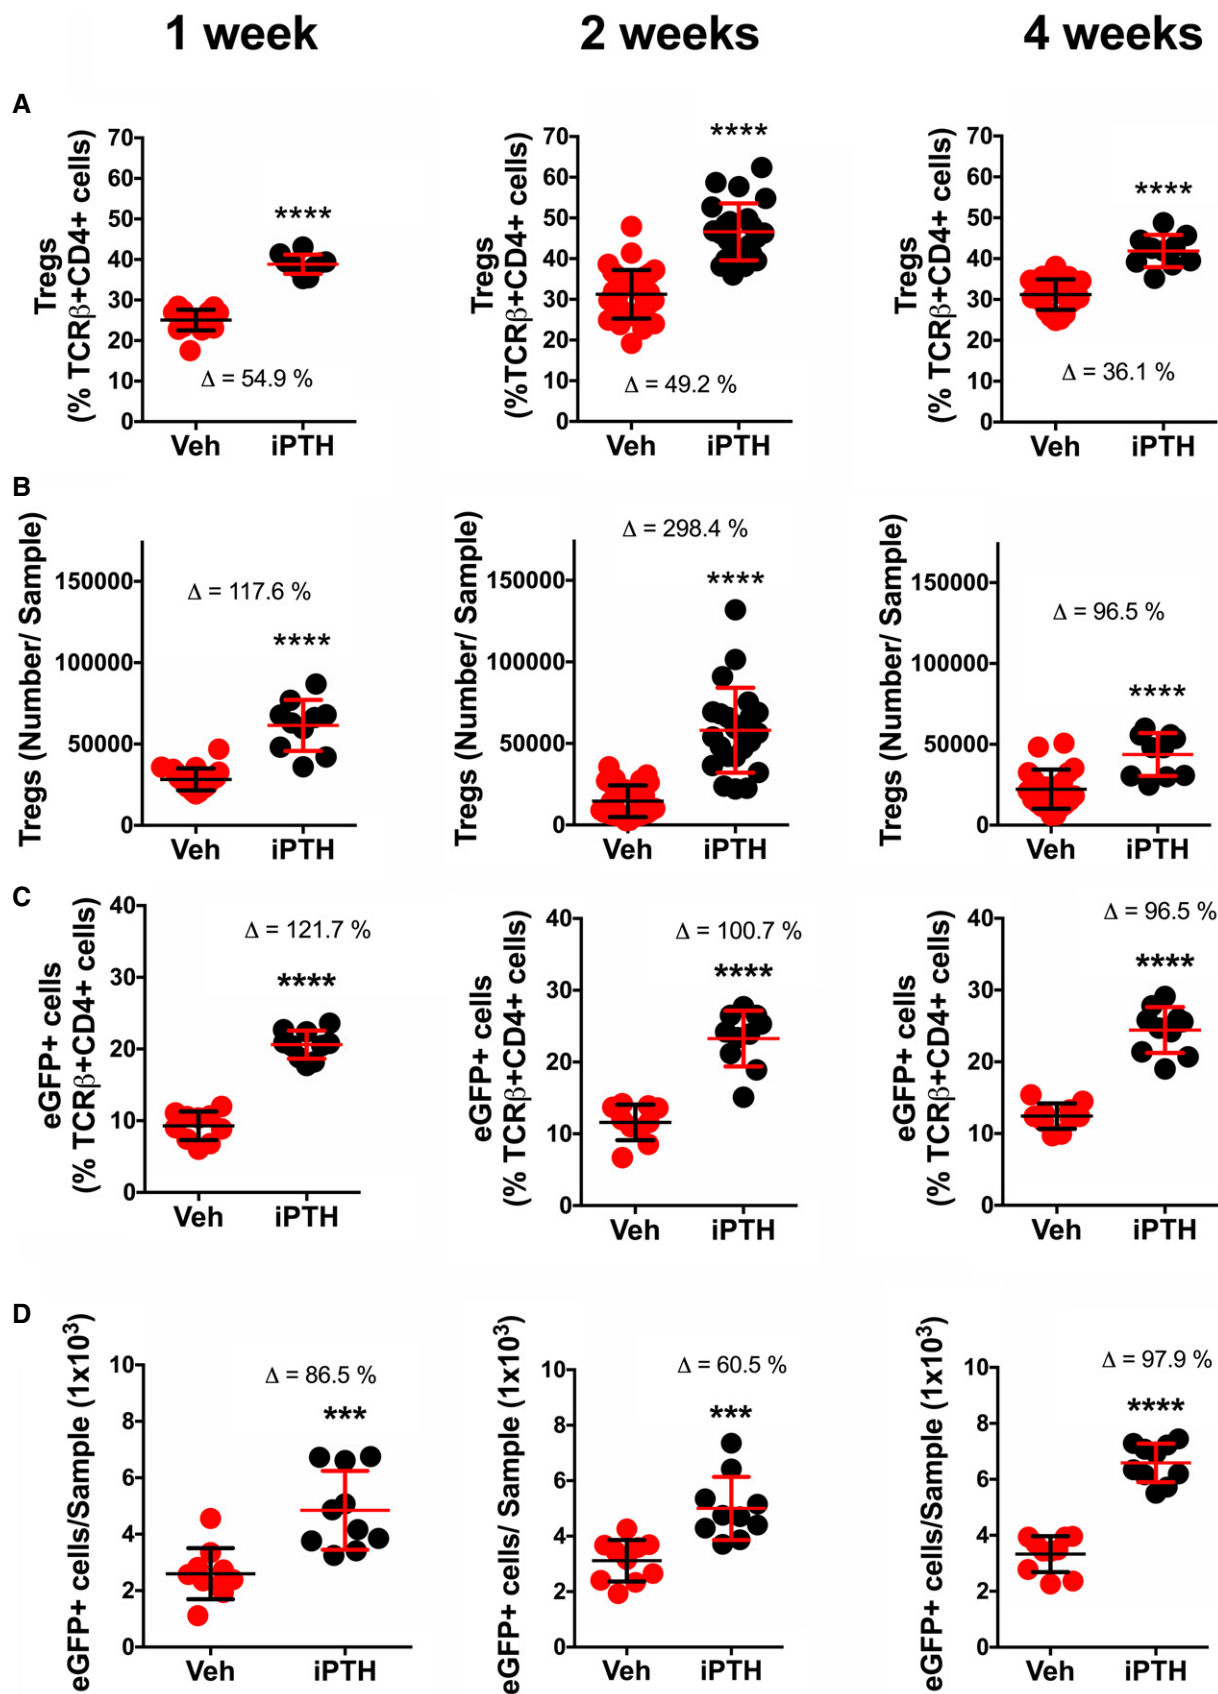 1 week
2 weeks
4 weeks
A
Tregs
(% TCRβ+CD4+ cells)
70
60
50
40
30
20
10
0
****
Δ = 54.9 %
Veh
iPTH
Tregs
(%TCRβ+CD4+ cells)
70
60
50
40
30
20
10
0
****
Δ = 49.2 %
Veh
iPTH
Tregs
(% TCRβ+CD4+ cells)
70
60
50
40
30
20
10
0
****
Δ = 36.1 %
Veh
iPTH
B
Tregs (Number/ Sample)
150000
100000
50000
0
Δ = 117.6 %
****
Veh
iPTH
Tregs (Number/ Sample)
150000
100000
50000
0
Δ = 298.4 %
****
Veh
iPTH
Tregs (Number/ Sample)
150000
100000
50000
0
Δ = 96.5 %
****
Veh
iPTH
C
eGFP+ cells
(% TCRβ+CD4+ cells)
40
30
20
10
0
Δ = 121.7 %
****
Veh
iPTH
eGFP+ cells
(% TCRβ+CD4+ cells)
40
30
20
10
0
Δ = 100.7 %
****
Veh
iPTH
eGFP+ cells
(% TCRβ+CD4+ cells)
40
30
20
10
0
Δ = 96.5 %
****
Veh
iPTH
D
eGFP+ cells/Sample (1x10³)
10
8
6
4
2
0
Δ = 86.5 %
***
Veh
iPTH
eGFP+ cells/ Sample (1x10³)
10
8
6
4
2
0
Δ = 60.5 %
***
Veh
iPTH
eGFP+ cells/Sample (1x10³)
10
8
6
4
2
0
Δ = 97.9 %
****
Veh
iPTH